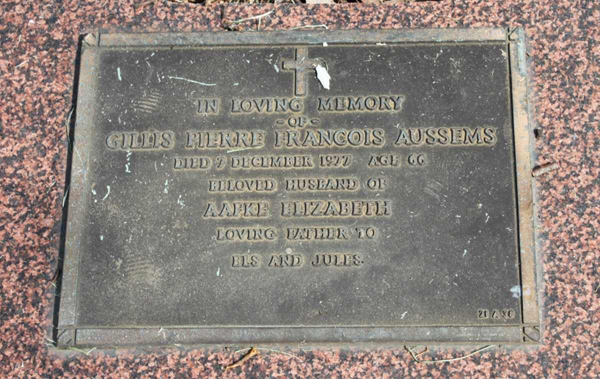 IN LOVING MEMORY
-OF-
GILLES PIERRE FRANCOIS AUSSEMS
DIED 7 DECEMBER 1977 AGE 66
BELOVED HUSBAND OF
AAFKE ELIZABETH
LOVING FATHER TO
ELS AND JULES.